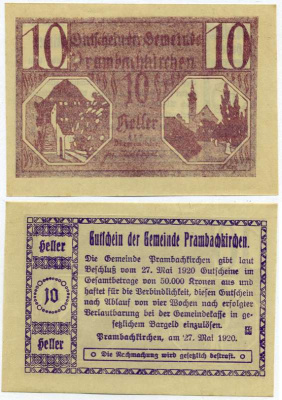 10
Gutschein der Gemeinde
10
Prambachkirchen
10
Heller
Heller
10
Heller
Gutschein der Gemeinde Prambachkirchen.
Die Gemeinde Prambachkirchen gibt laut
Beschluß vom 27. Mai 1920 Gutscheine im
Gesamtbetrage von 50.000 Kronen aus und
haftet für die Verbindlichkeit, diesen Gutschein
nach Ablauf von vier Wochen nach erfolgter
Verlautbarung bei der Gemeindekasse in ge-
setzlichem Bargeld einzulösen.
Prambachkirchen, am 27. Mai 1920.
Die Nachmachung wird gesetzlich bestraft.